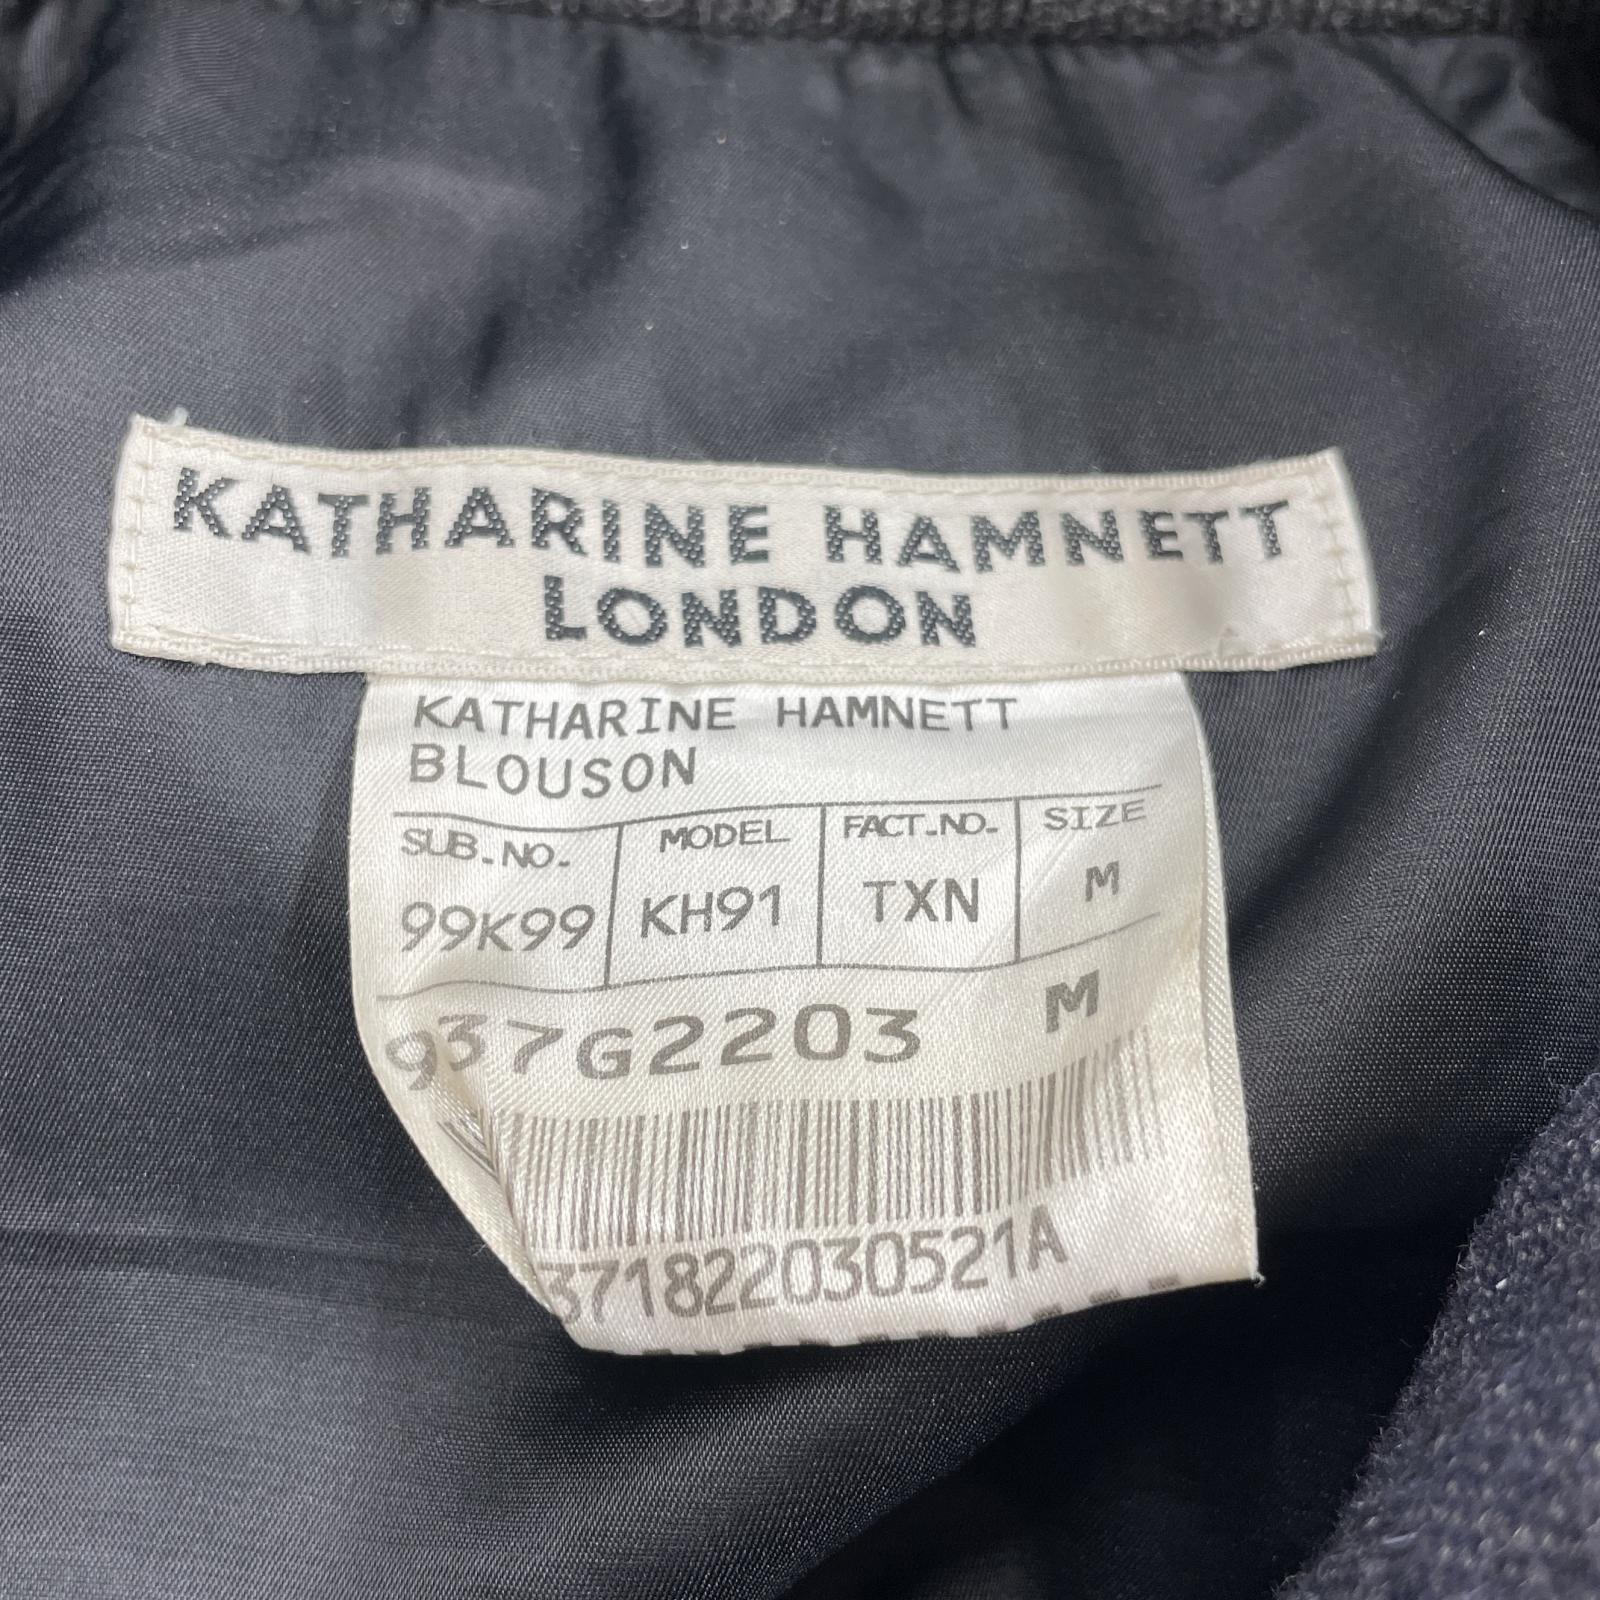 KATHARINE HAMNETT
LONDON
KATHARINE HAMNETT
BLOUSON
SUB.NO. MODEL FACT.NO. SIZE
99K99 KH91 TXN M
937G2203 M
371822030521A